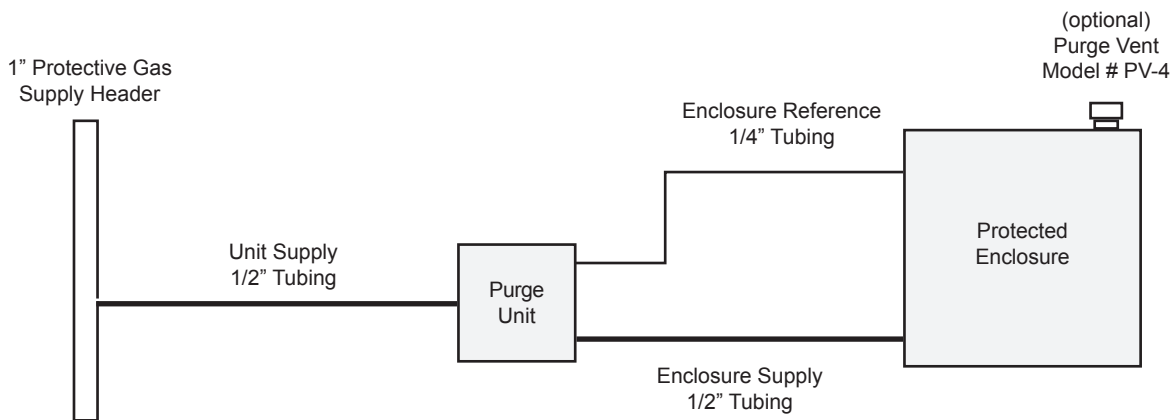 (optional)
Purge Vent
Model # PV-4
1” Protective Gas
Supply Header
Enclosure Reference
1/4” Tubing
Unit Supply
1/2” Tubing
Protected
Enclosure
Purge
Unit
Enclosure Supply
1/2” Tubing